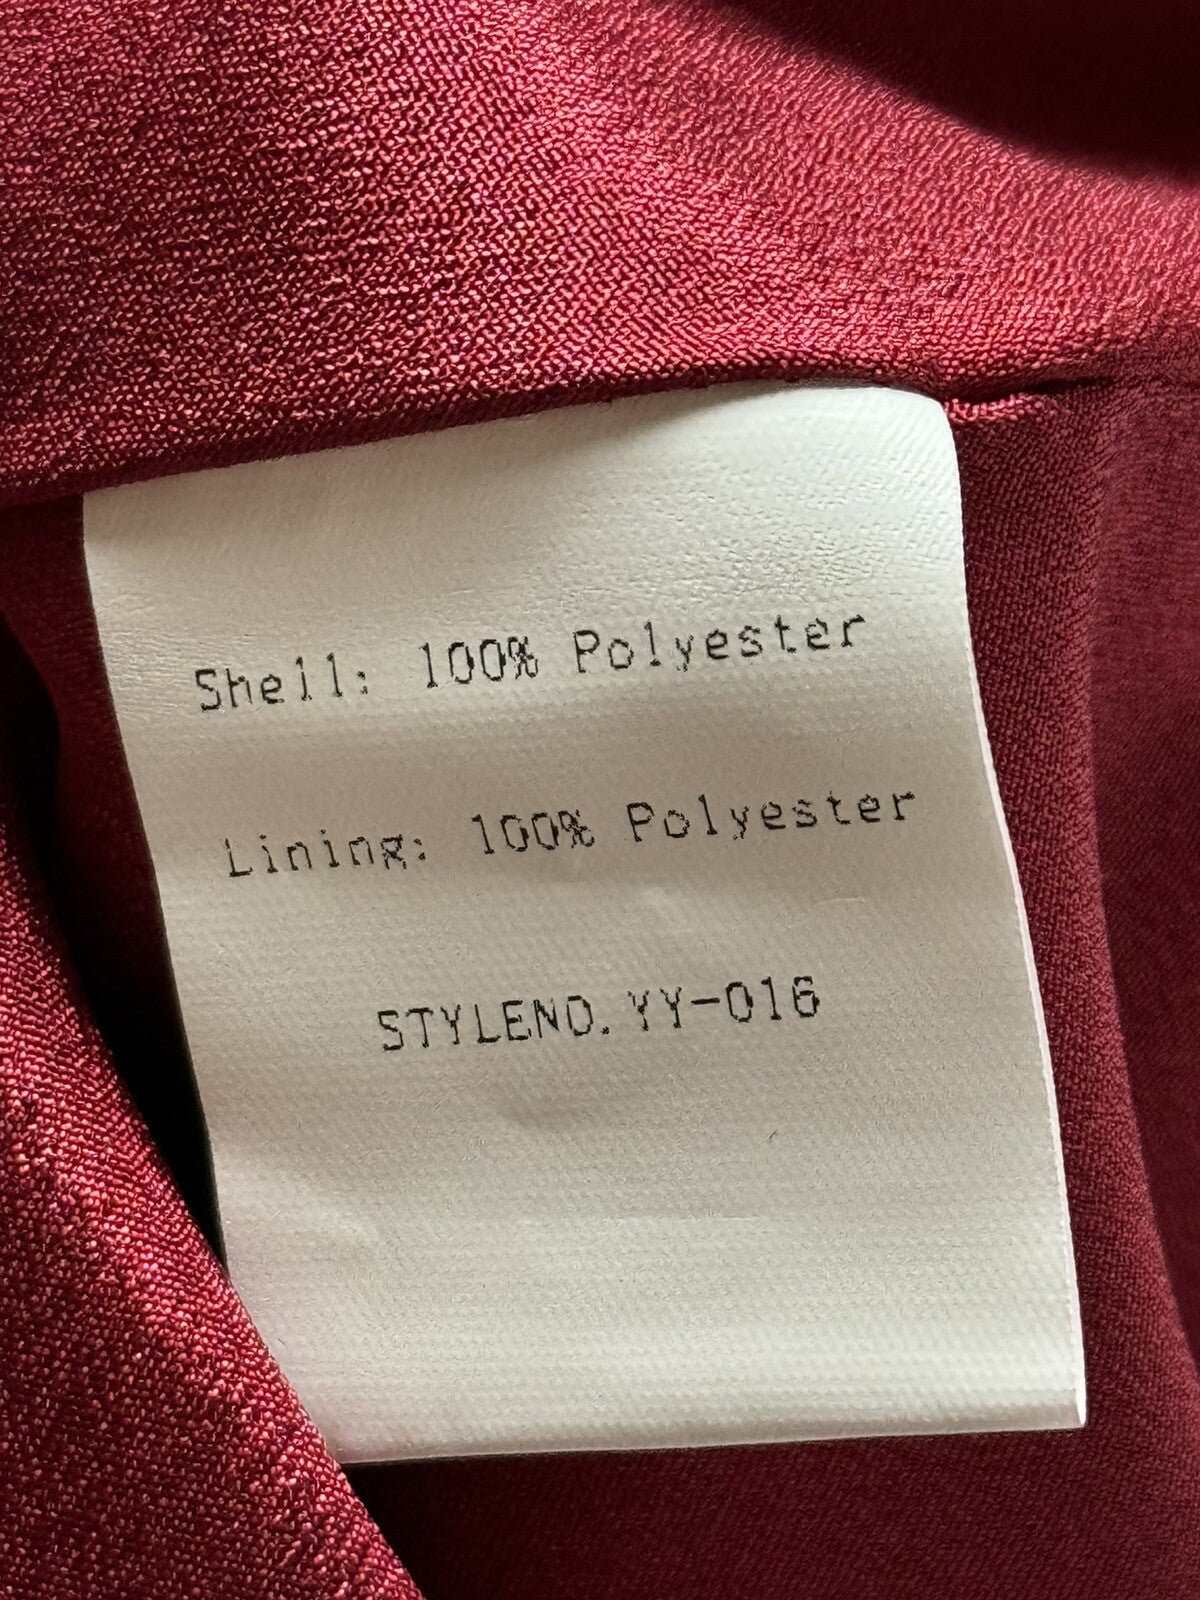 Shell: 100% Polyester
Lining: 100% Polyester
STYLENO. YY-016